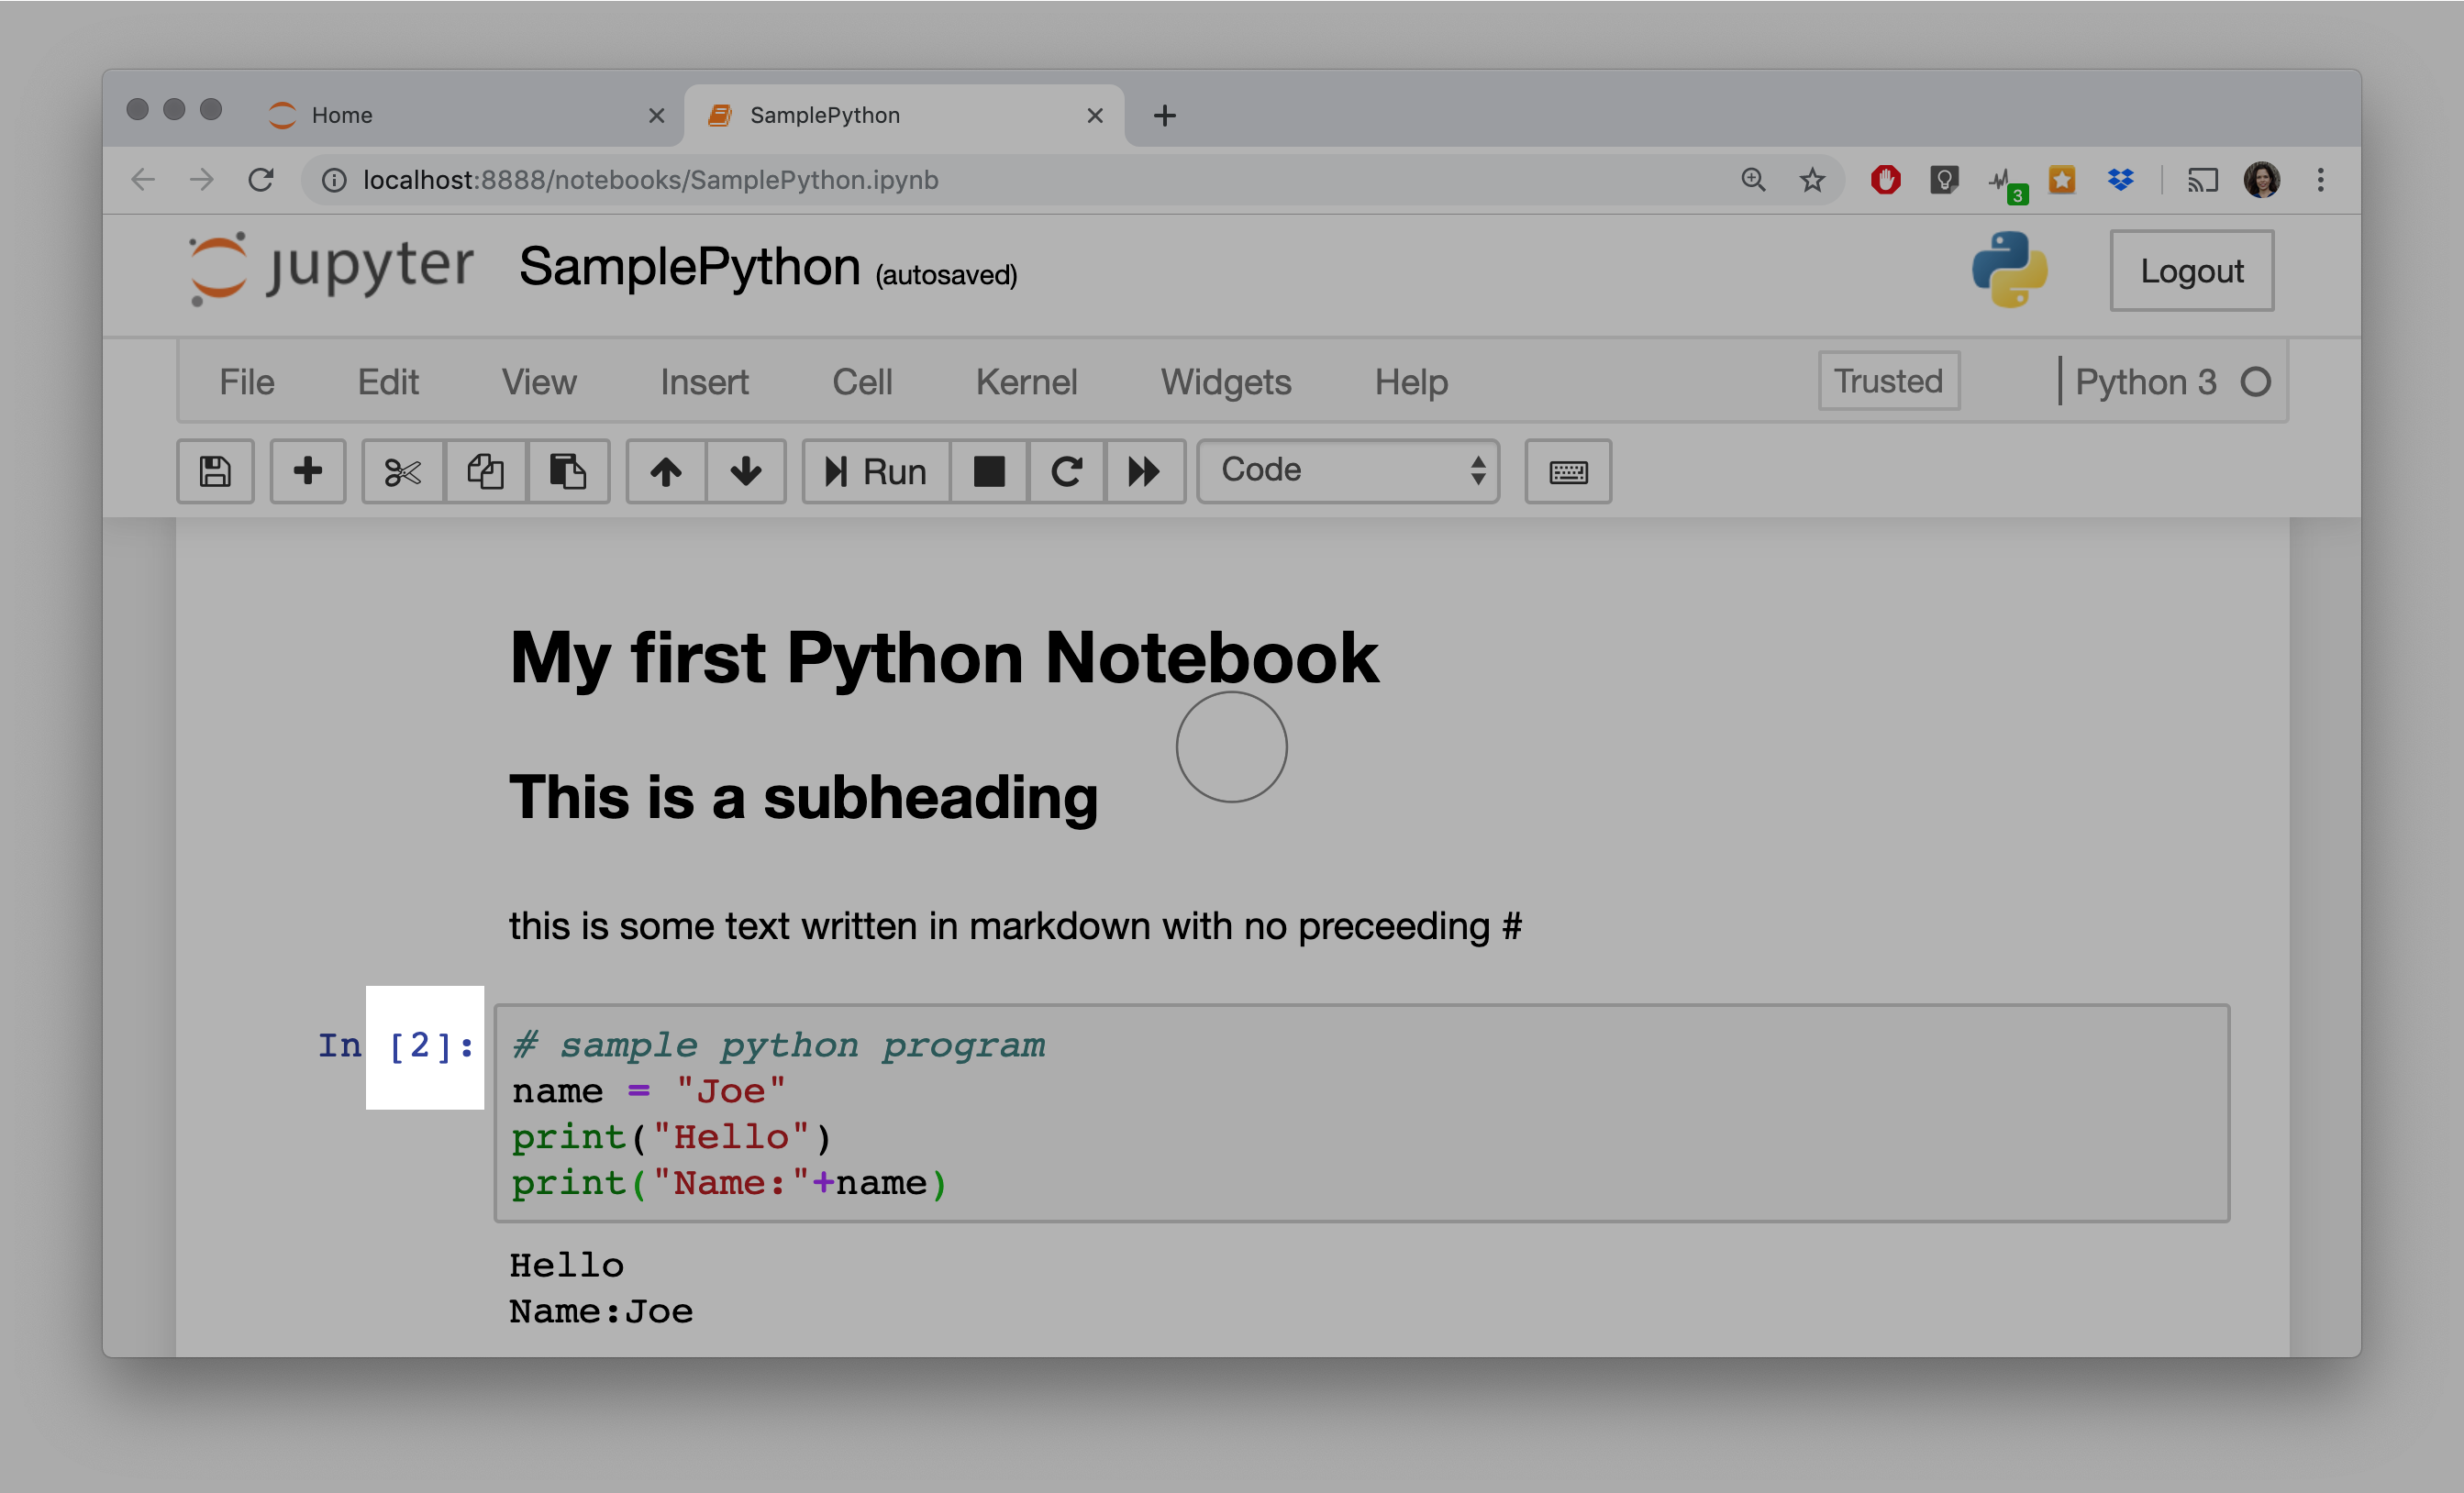 Home
SamplePython
localhost:8888/notebooks/SamplePython.ipynb
3
jupyter SamplePython (autosaved)
Logout
File Edit View Insert Cell Kernel Widgets Help Trusted Python 3
Run Code
My first Python Notebook
This is a subheading
this is some text written in markdown with no preceeding #
In [2]: # sample python program
name = "Joe"
print("Hello")
print("Name:"+name)
Hello
Name:Joe